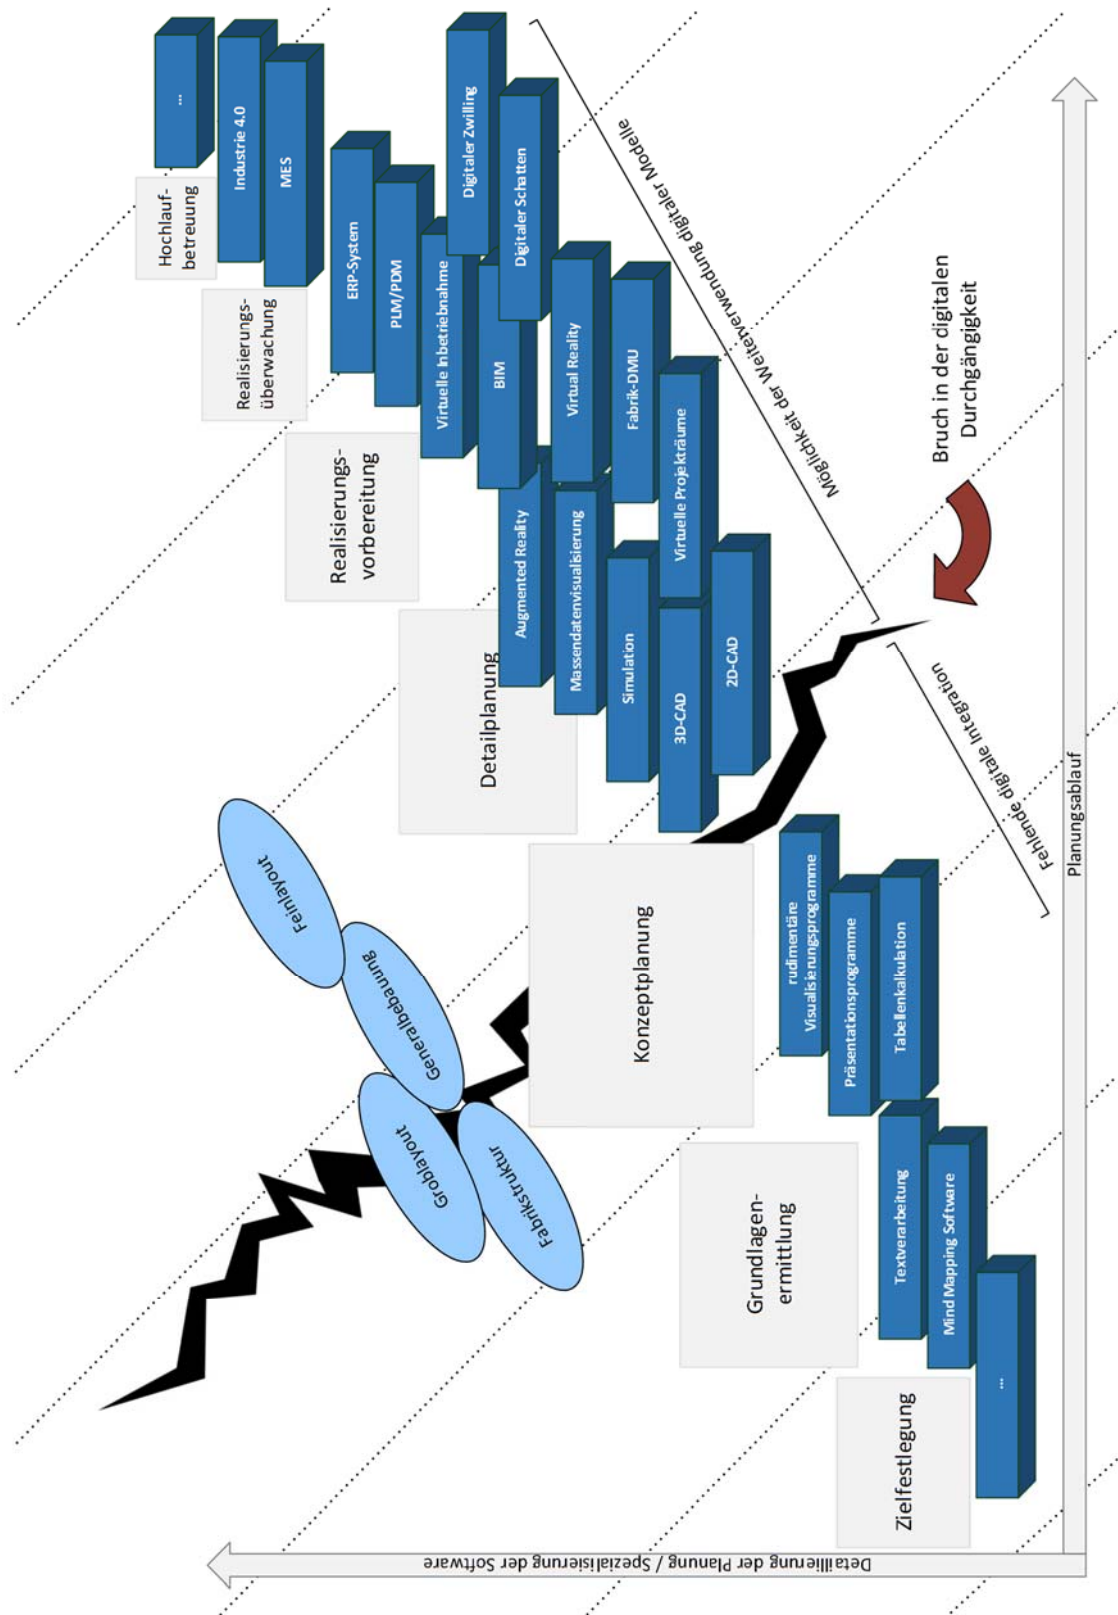 Detaillierung der Planung / Spezialisierung der Software
Planungsablauf
Zielfestlegung
Grundlagen-
ermittlung
Konzeptplanung
Detailplanung
Realisierungs-
vorbereitung
Realisierungs-
überwachung
Hochlauf-
betreuung
Fabrikstruktur
Groblayout
Generalbebauung
Feinlayout
...
Mind Mapping Software
Textverarbeitung
Tabellenkalkulation
Präsentationsprogramme
rudimentäre
Visualisierungsprogramme
2D-CAD
3D-CAD
Simulation
Massendatenvisualisierung
Augmented Reality
Virtuelle Projekträume
Fabrik-DMU
Virtual Reality
BIM
Virtuelle Inbetriebnahme
PLM/PDM
ERP-System
Digitaler Schatten
Digitaler Zwilling
MES
Industrie 4.0
...
Fehlende digitale Integration
Möglichkeit der Weiterverwendung digitaler Modelle
Bruch in der digitalen
Durchgängigkeit